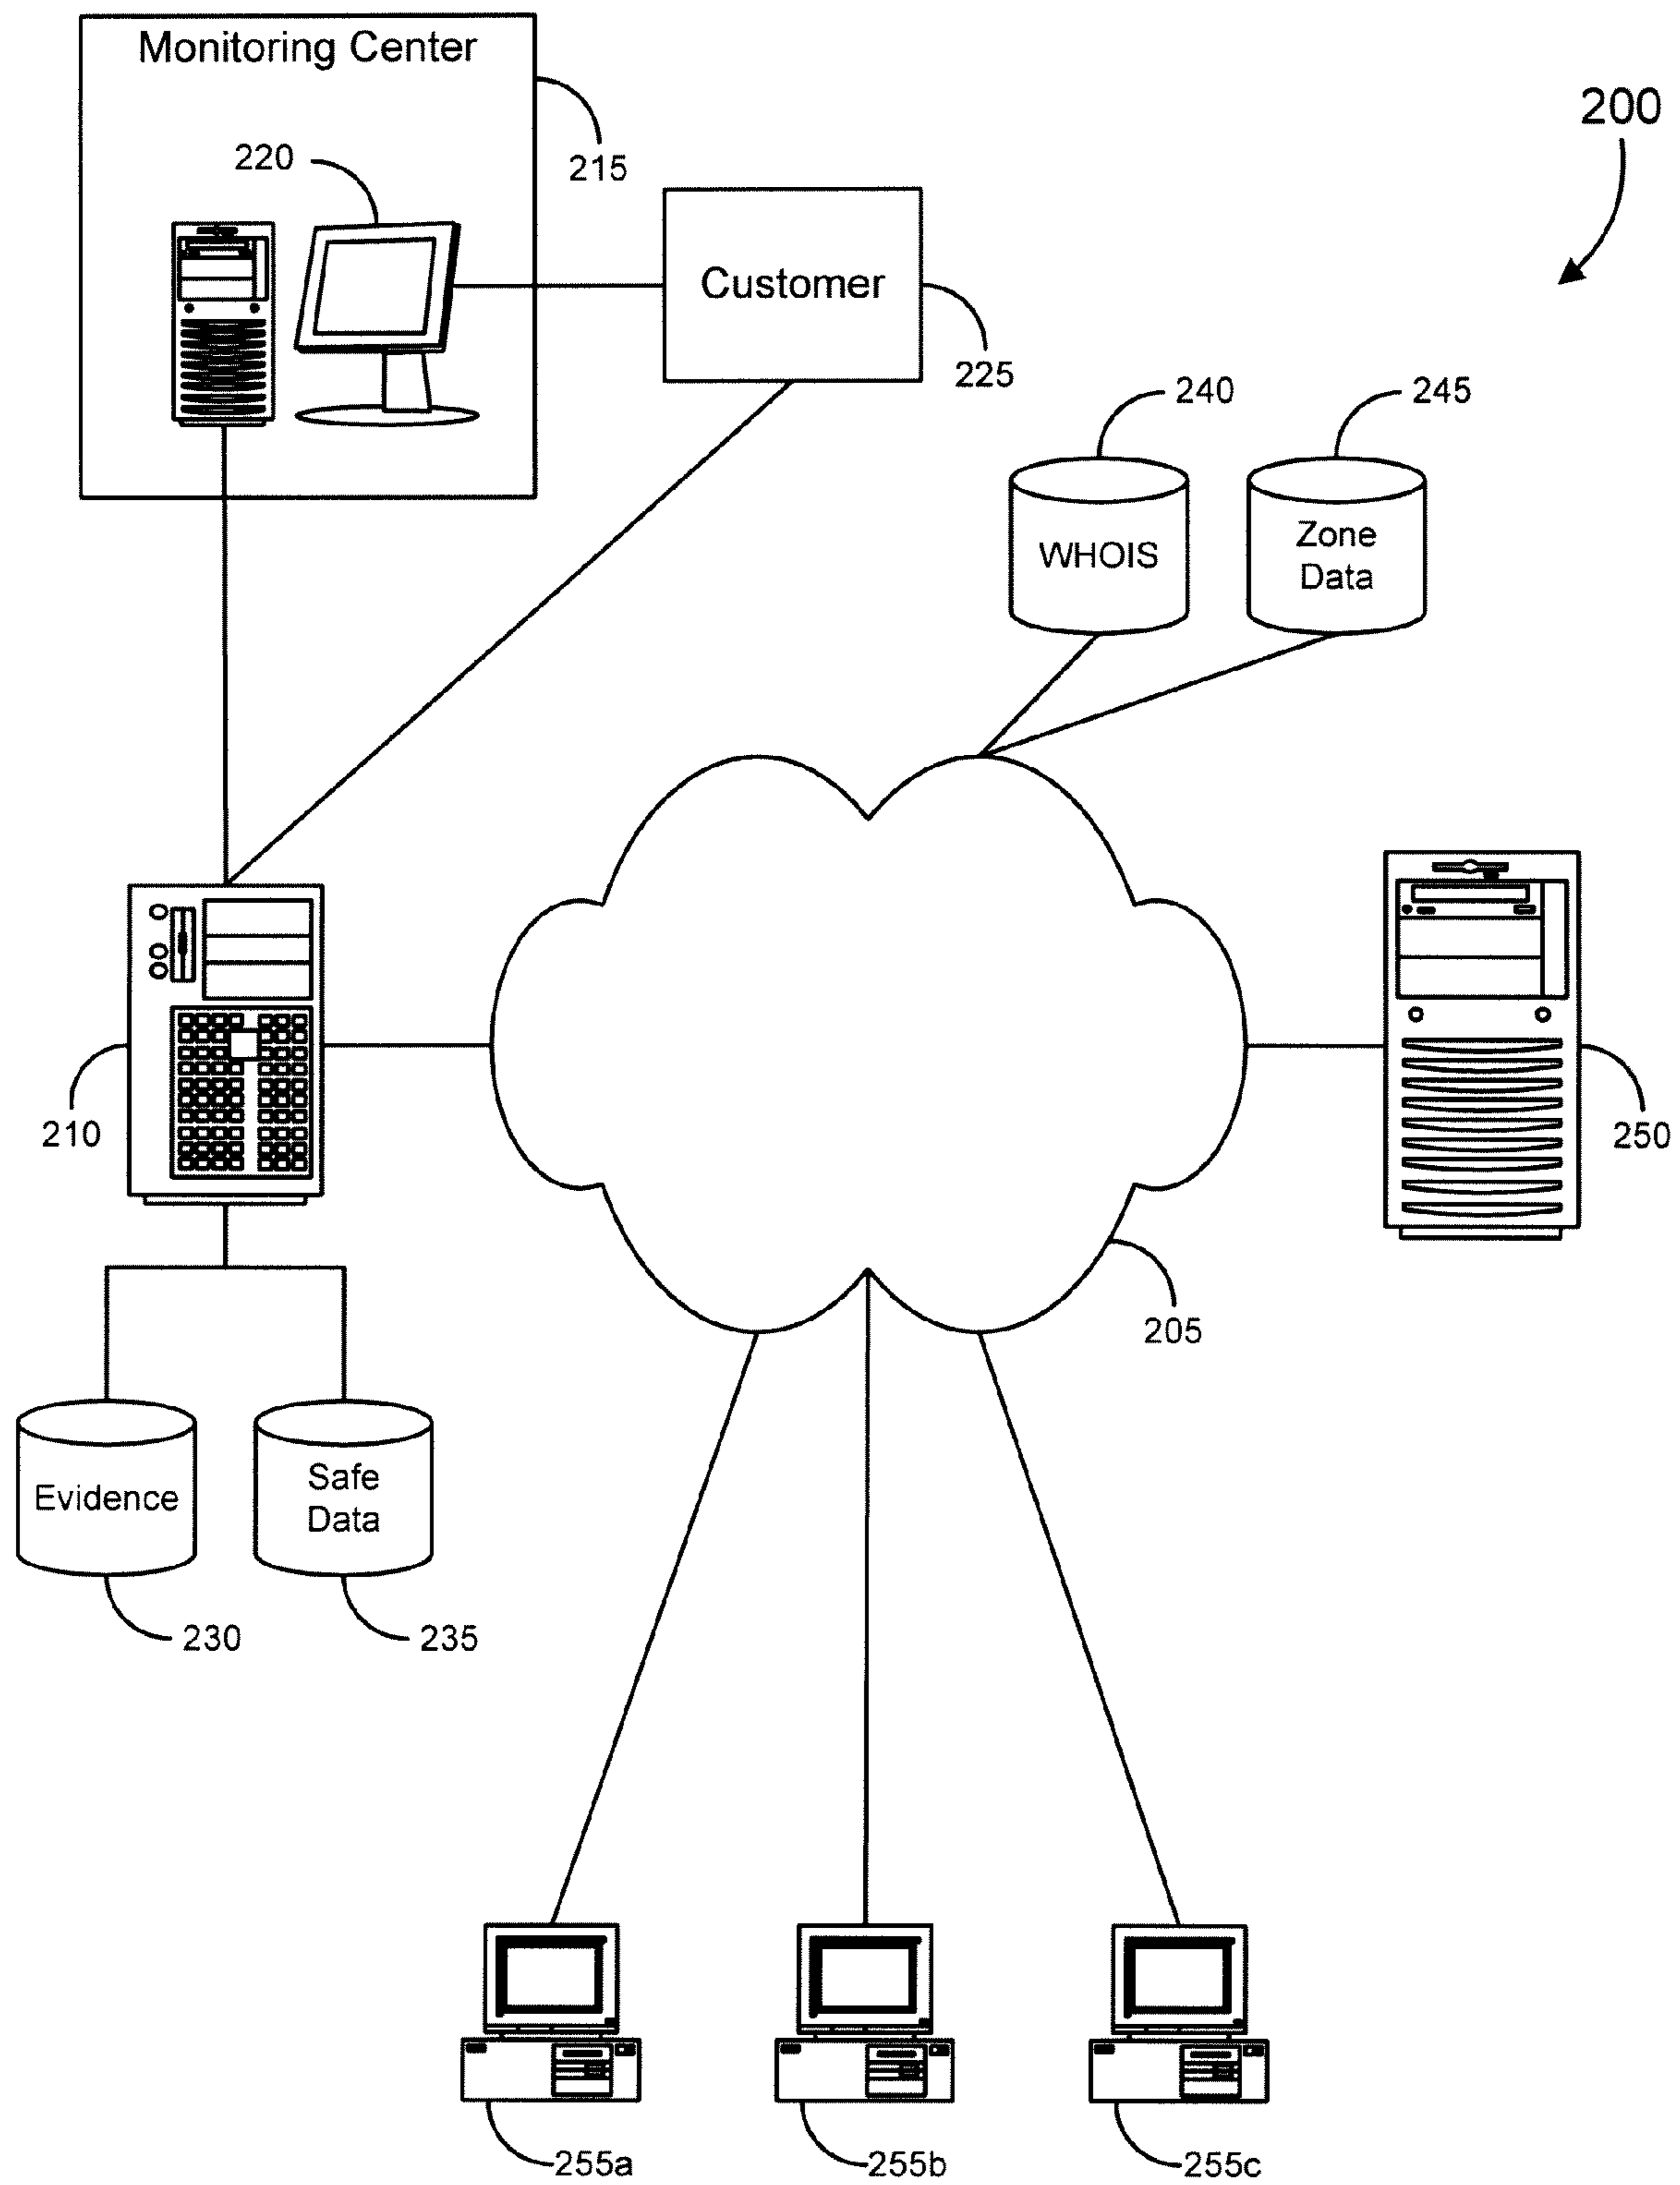 Monitoring Center
200
220
215
Customer
225
240
245
WHOIS
Zone
Data
210
250
205
Evidence
Safe
Data
230
235
255a
255b
255c